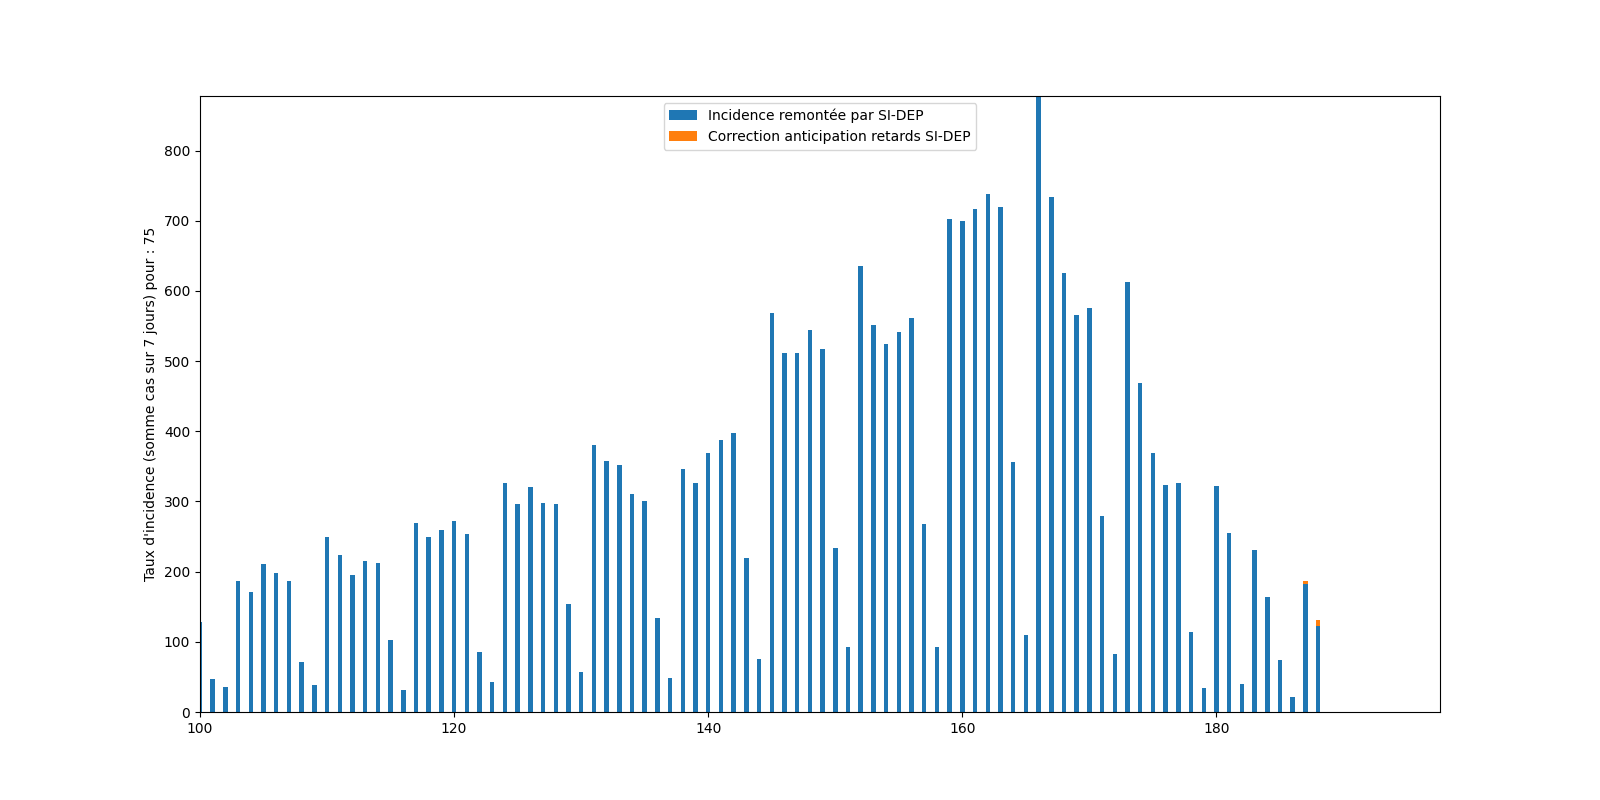 Incidence remontée par SI-DEP
Correction anticipation retards SI-DEP
Taux d'incidence (somme cas sur 7 jours) pour : 75
800
700
600
500
400
300
200
100
0
100 120 140 160 180